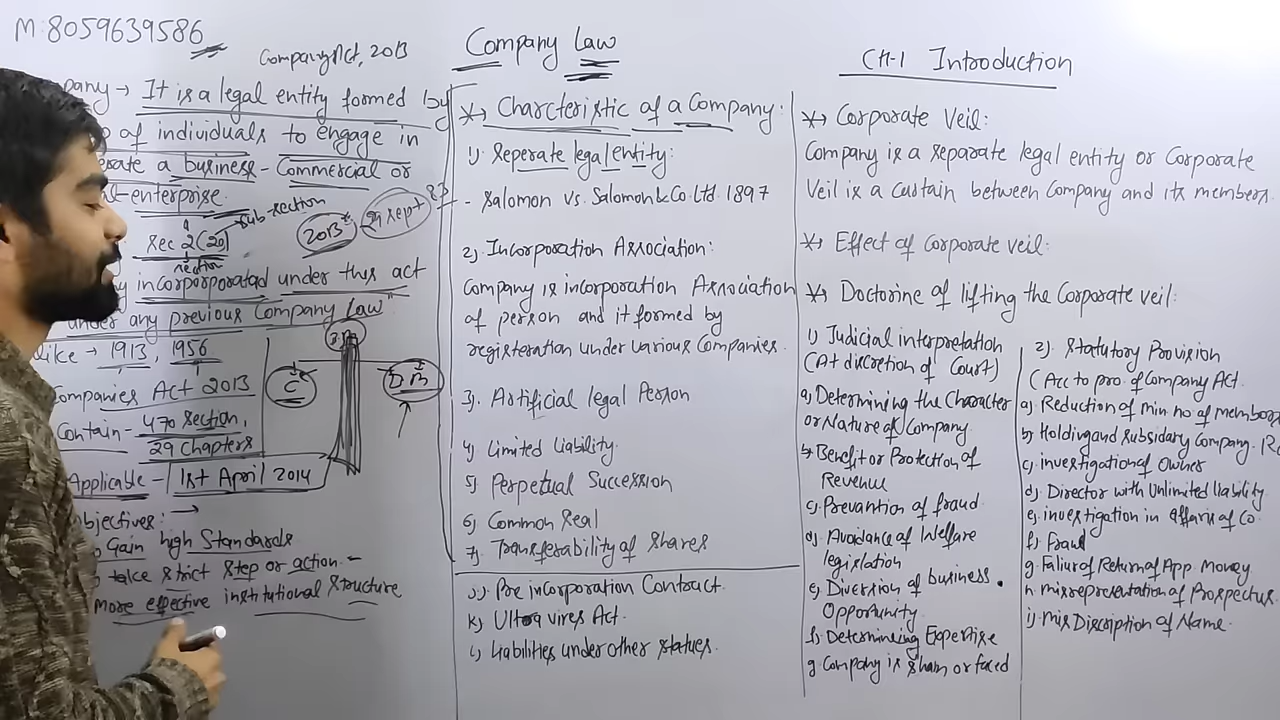 M: 8059639586
Company Act, 2013
Company Law
Ch-1 Introduction
pany → It is a legal entity formed by
of individuals to engage in
erate a business - Commercial or
l-enterprise.
Sub-section
Sec 2(20)
section
2013
29 Sept
incorporatad under this act
under any previous Company Law"
like → 1913, 1956
C
D M
Companies Act 2013
Contain - 470 section,
29 Chapters
Applicable - 1st April 2014
bjectives: →
Gain high Standards
take strict step or action -
More effective institutional structure
* Charcteristic of a Company:
1) Seperate legal entity:
- Salomon vs. Salomon & Co. Ltd. 1897
2) Incorporation Association:
Company is incorporation Association
of person and it formed by
registeration under various Companies.
3) Artificial legal Person
4) Limited Liability.
5) Perpetual Succession
6) Common Seal
7) Transferability of shares
J) Pre incorporation Contract.
K) Ultra vires Act.
L) Liabilities under other statues.
* Corporate Veil:
Company is a separate legal entity or Corporate
Veil is a Curtain between Company and its members.
* Effect of Corporate veil:
* Doctorine of lifting the Corporate veil:
1) Judicial interpretation
(At discretion of Court)
a) Determining the Character
or Nature of Company.
b) Benefit or Protection of
Revenue
c) Prevantion of fraud.
d) Avoidance of Welfare
legislation
e) Diversion of business
Opportunity.
f) Determineing Expertise
g) Company is sham or faced
2) Statutory Provision
(Acc to pro. of Company Act.
a) Reduction of min no of members
b) Holding and subsidary Company.
c) investigation of Owner
d) Director with Unlimited liability
e) investigation in affairs of Co.
f) Fraud
g) Faliur of Return of App. Money.
h) misrepresentation of Prospectus.
i) mis Discription of Name.